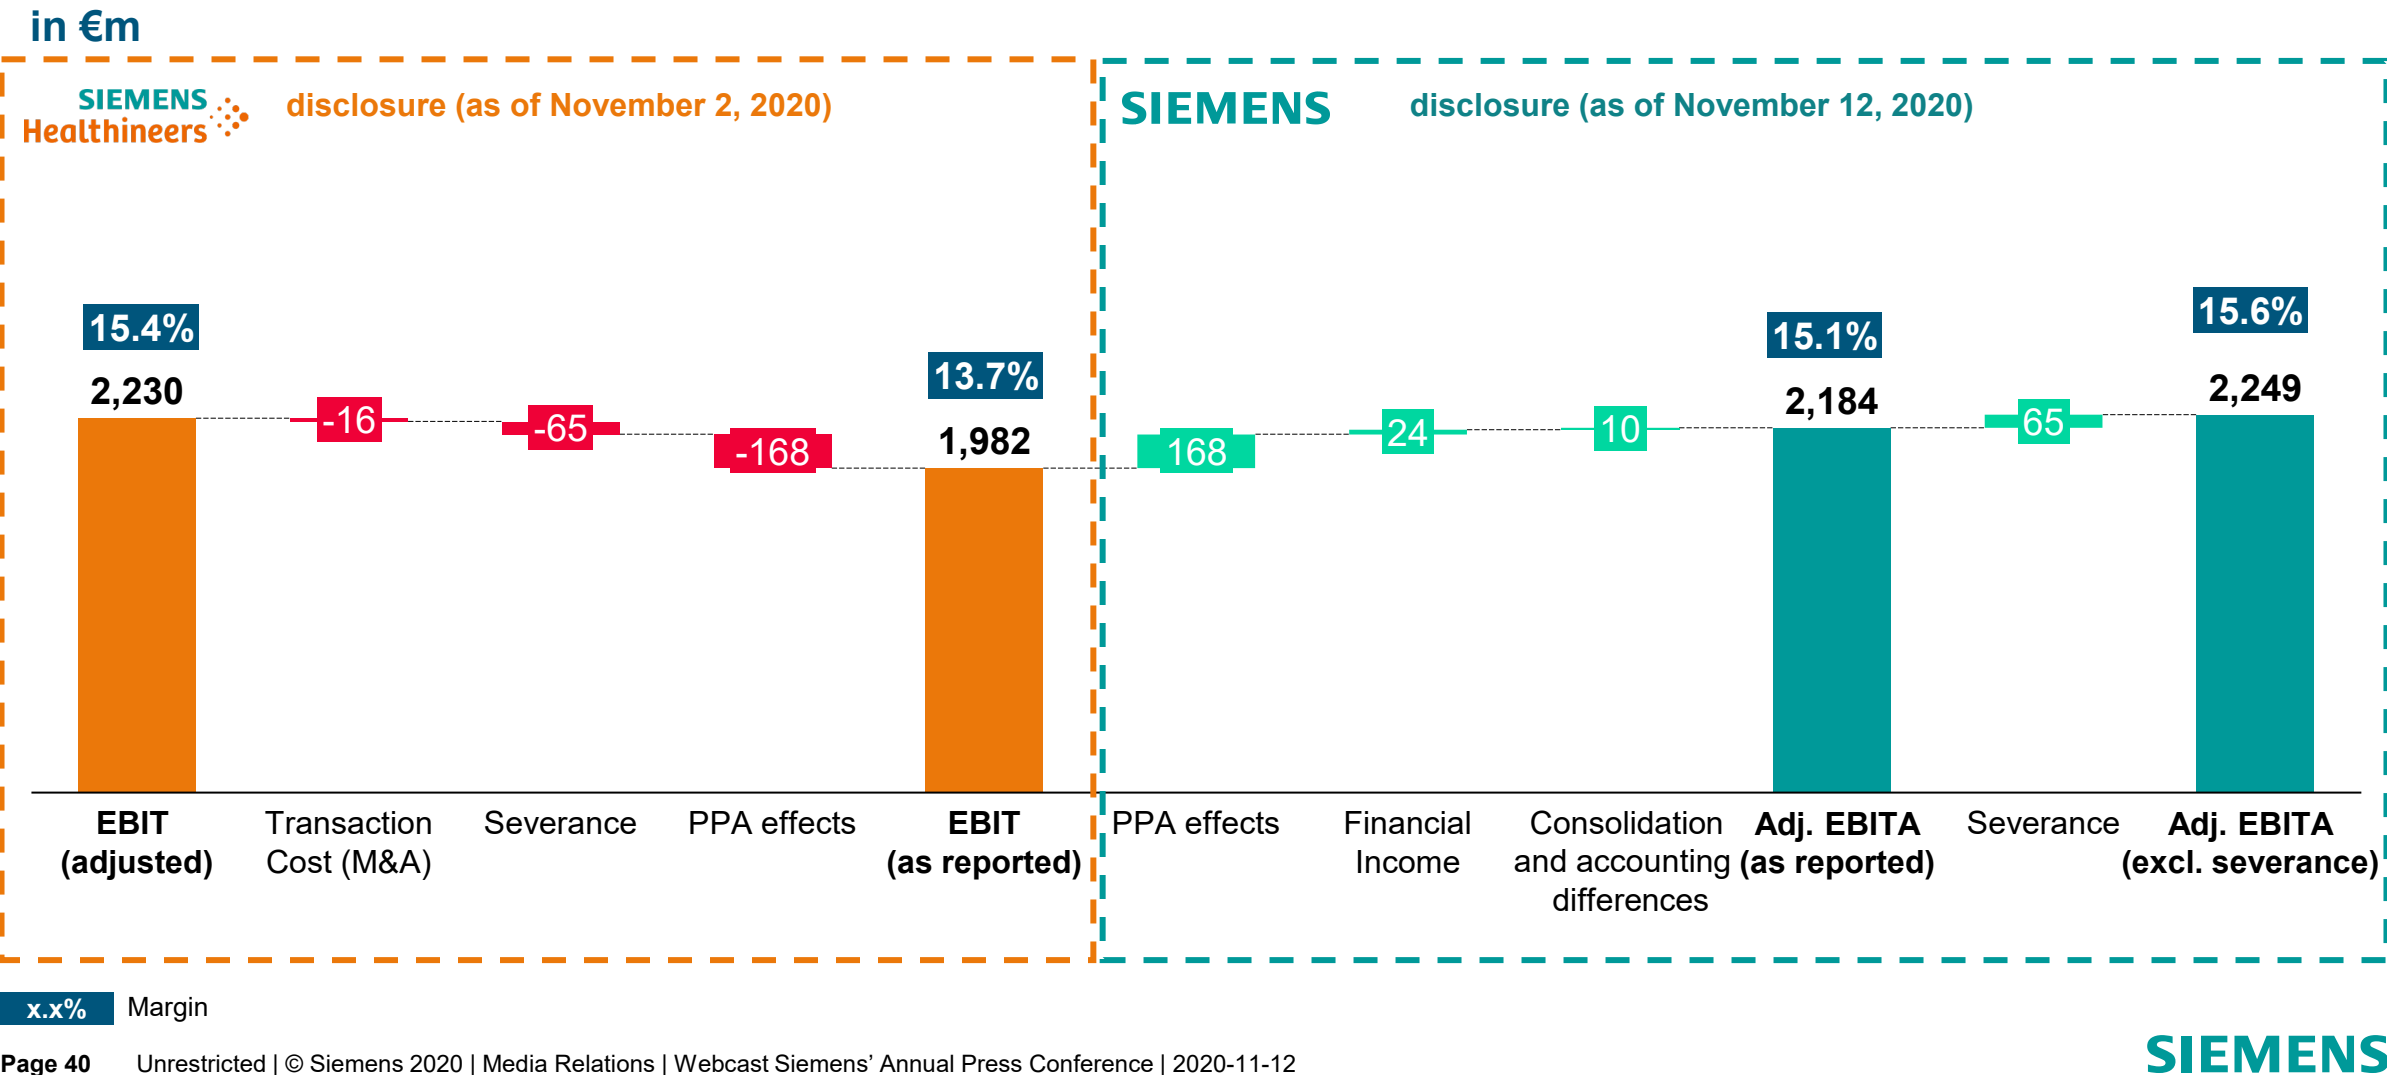 in €m
SIEMENS
Healthineers
disclosure (as of November 2, 2020)
SIEMENS
disclosure (as of November 12, 2020)
15.4%
2,230
-16
-65
-168
13.7%
1,982
168
24
10
15.1%
2,184
65
15.6%
2,249
EBIT
(adjusted)
Transaction
Cost (M&A)
Severance
PPA effects
EBIT
(as reported)
PPA effects
Financial
Income
Consolidation
and accounting
differences
Adj. EBITA
(as reported)
Severance
Adj. EBITA
(excl. severance)
x.x%
Margin
Page 40
Unrestricted | © Siemens 2020 | Media Relations | Webcast Siemens’ Annual Press Conference | 2020-11-12
SIEMENS